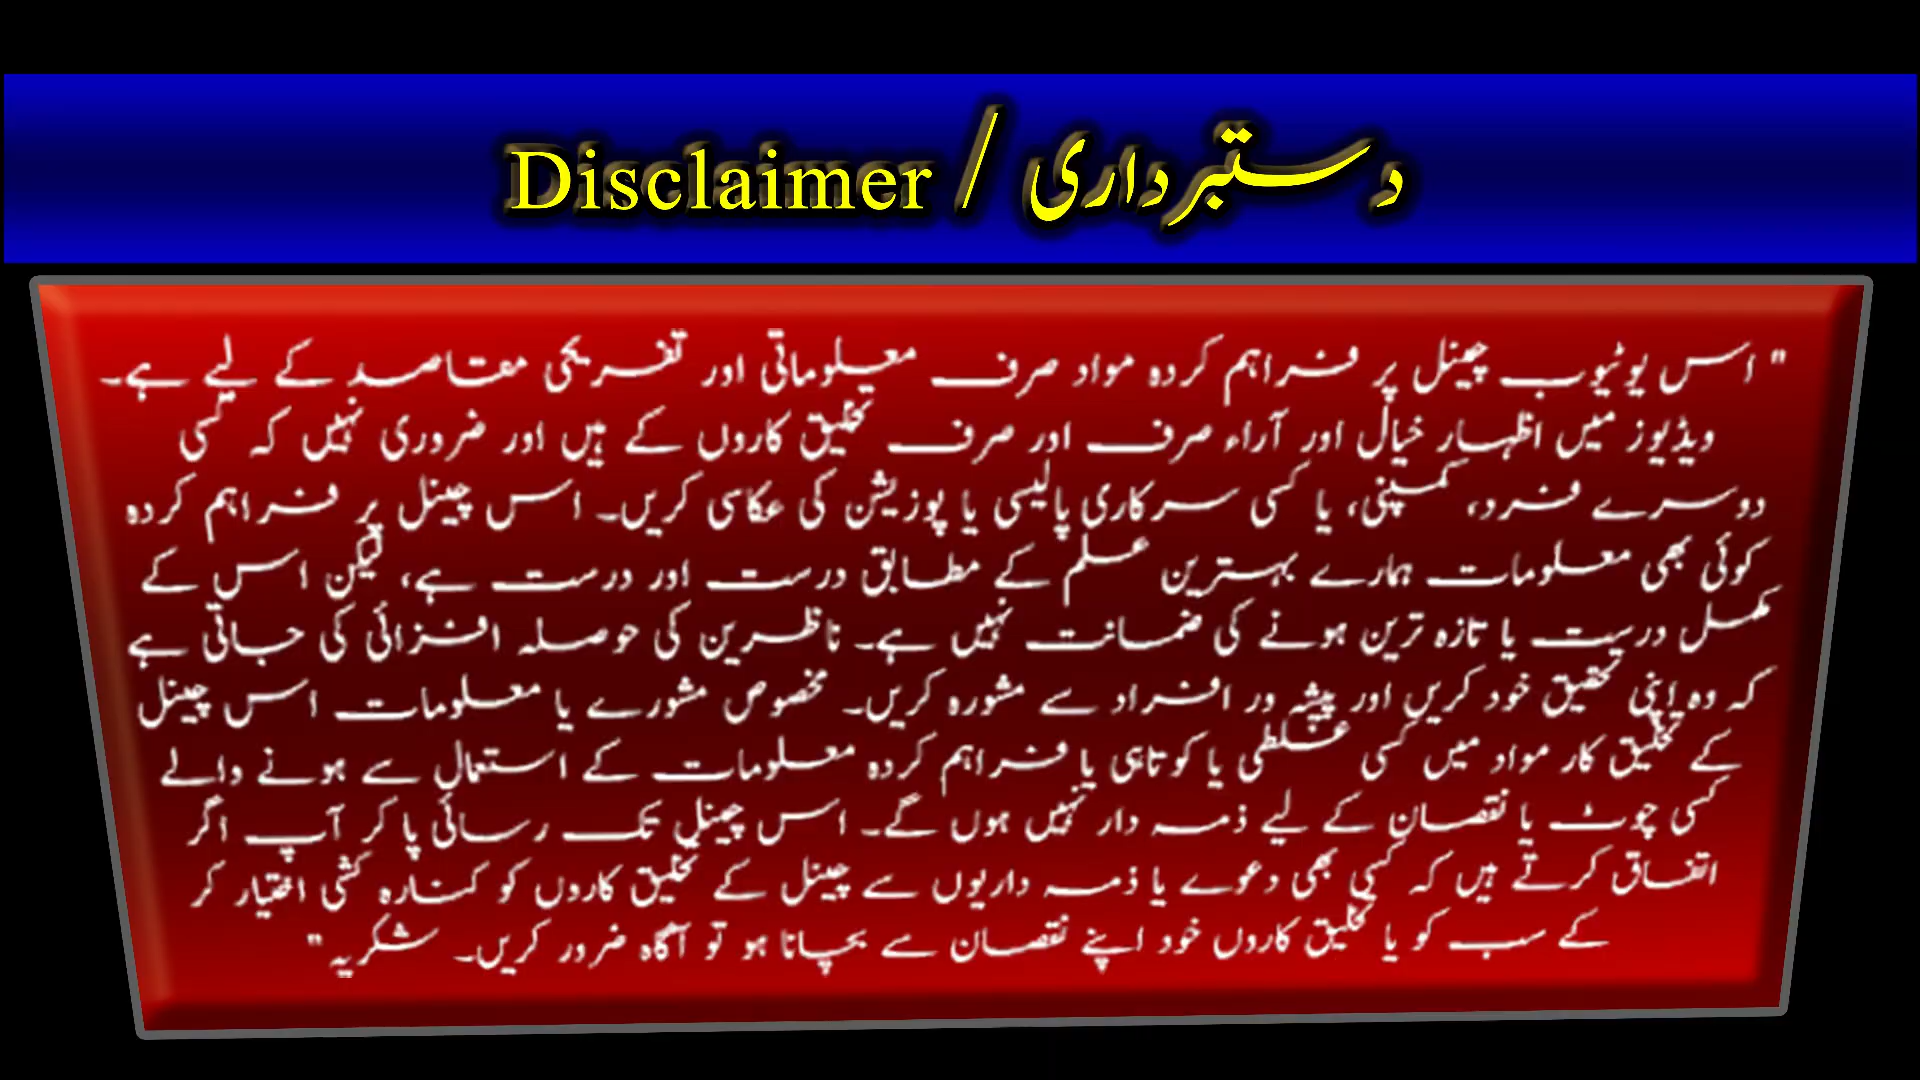 دستبرداری / Disclaimer
" اس یوٹیوب چینل پر فراہم کردہ مواد صرف معلوماتی اور تفریحی مقاصد کے لیے ہے۔
ویڈیوز میں اظہار خیال اور آراء صرف اور صرف تخلیق کاروں کے ہیں اور ضروری نہیں کہ کسی
دوسرے فرد، کمپنی، یا کسی سرکاری پالیسی یا پوزیشن کی عکاسی کریں۔ اس چینل پر فراہم کردہ
کوئی بھی معلومات ہمارے بہترین علم کے مطابق درست اور درست ہے، لیکن اس کے
مکمل درست یا تازہ ترین ہونے کی ضمانت نہیں ہے۔ ناظرین کی حوصلہ افزائی کی جاتی ہے
کہ وہ اپنی تحقیق خود کریں اور پیشہ ور افراد سے مشورہ کریں۔ مخصوص مشورے یا معلومات اس چینل
کے تخلیق کار مواد میں کسی غلطی یا کوتاہی یا فراہم کردہ معلومات کے استعمال سے ہونے والے
کسی چوٹ یا نقصان کے لیے ذمہ دار نہیں ہوں گے۔ اس چینل تک رسائی پا کر آپ اگر
اتفاق کرتے ہیں کہ کسی بھی دعوے یا ذمہ داریوں سے چینل کے تخلیق کاروں کو کنارہ کشی اختیار کر
کے سب کو یا تخلیق کاروں خود اپنے نقصان سے بچانا ہو تو آگاہ ضرور کریں۔ شکریہ "